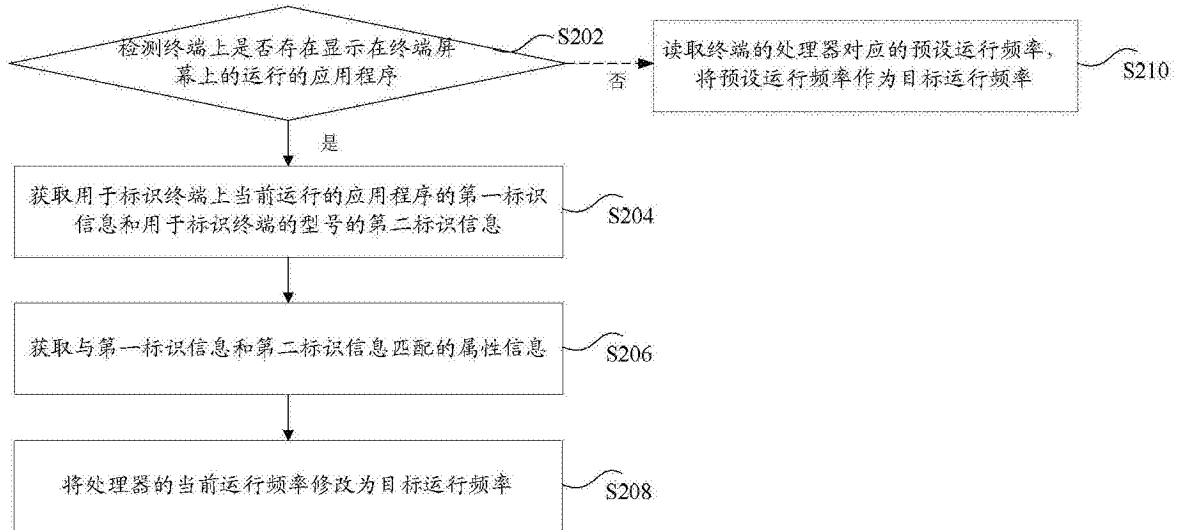 检测终端上是否存在显示在终端屏
幕上的运行的应用程序
S202
否
读取终端的处理器对应的预设运行频率，
将预设运行频率作为目标运行频率
S210
是
获取用于标识终端上当前运行的应用程序的第一标识
信息和用于标识终端的型号的第二标识信息
S204
获取与第一标识信息和第二标识信息匹配的属性信息
S206
将处理器的当前运行频率修改为目标运行频率
S208